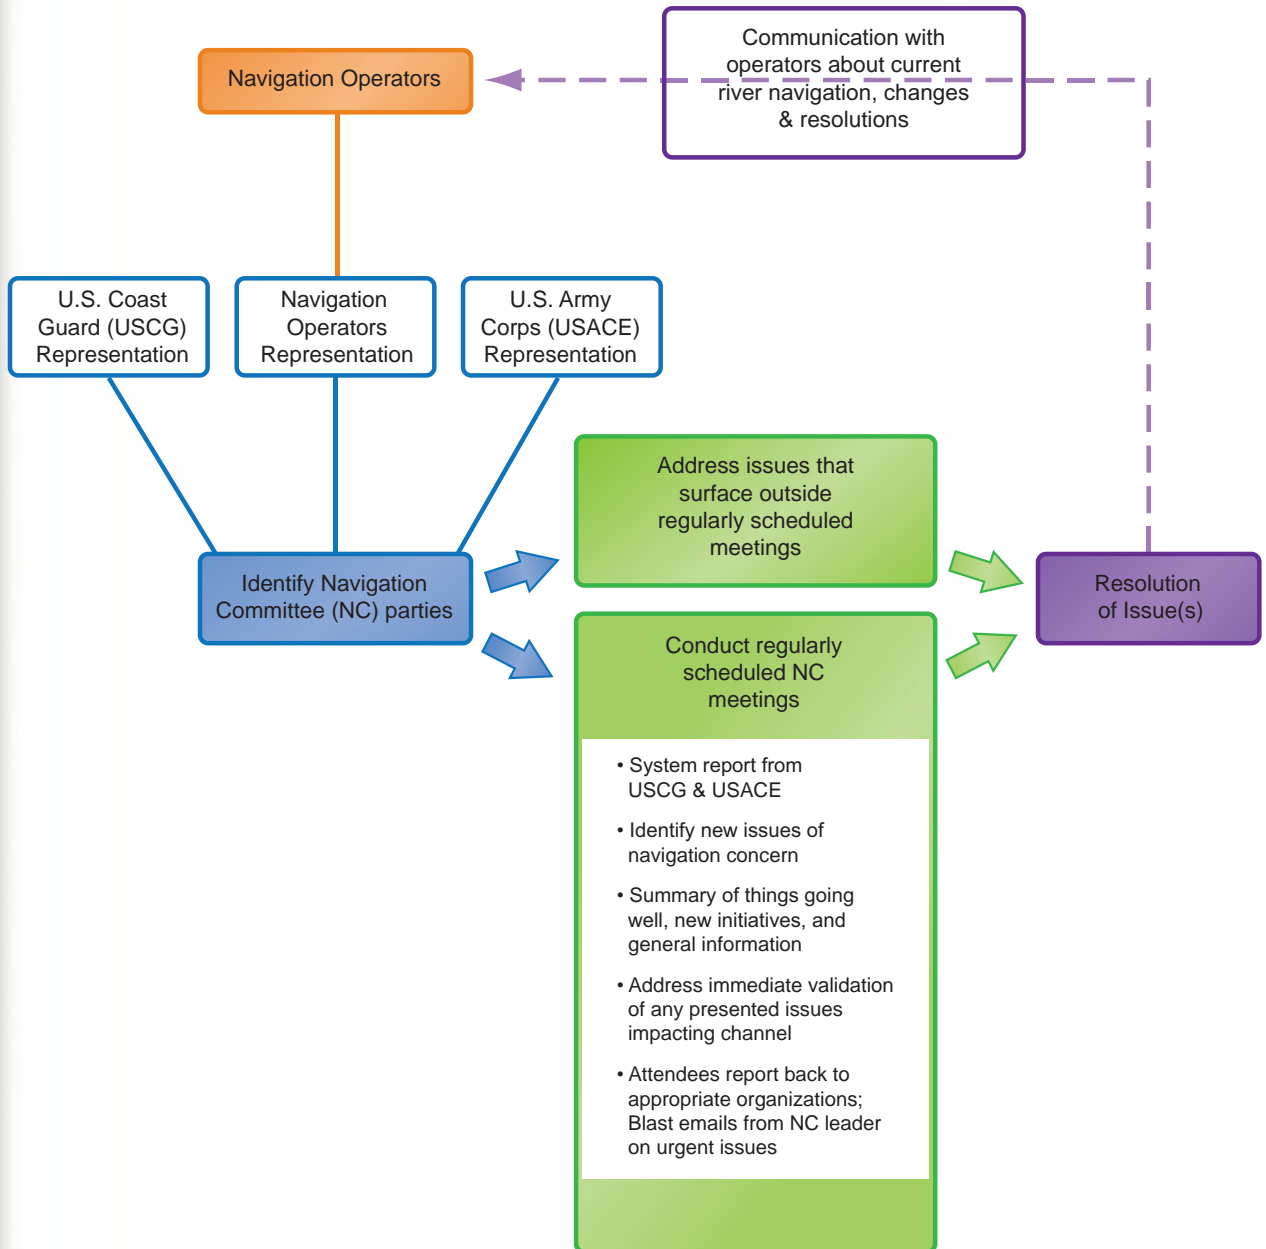 Communication with
operators about current
river navigation, changes
& resolutions
Navigation Operators
U.S. Coast
Guard (USCG)
Representation
Navigation
Operators
Representation
U.S. Army
Corps (USACE)
Representation
Address issues that
surface outside
regularly scheduled
meetings
Identify Navigation
Committee (NC) parties
Resolution
of Issue(s)
Conduct regularly
scheduled NC
meetings
• System report from
USCG & USACE
• Identify new issues of
navigation concern
• Summary of things going
well, new initiatives, and
general information
• Address immediate validation
of any presented issues
impacting channel
• Attendees report back to
appropriate organizations;
Blast emails from NC leader
on urgent issues